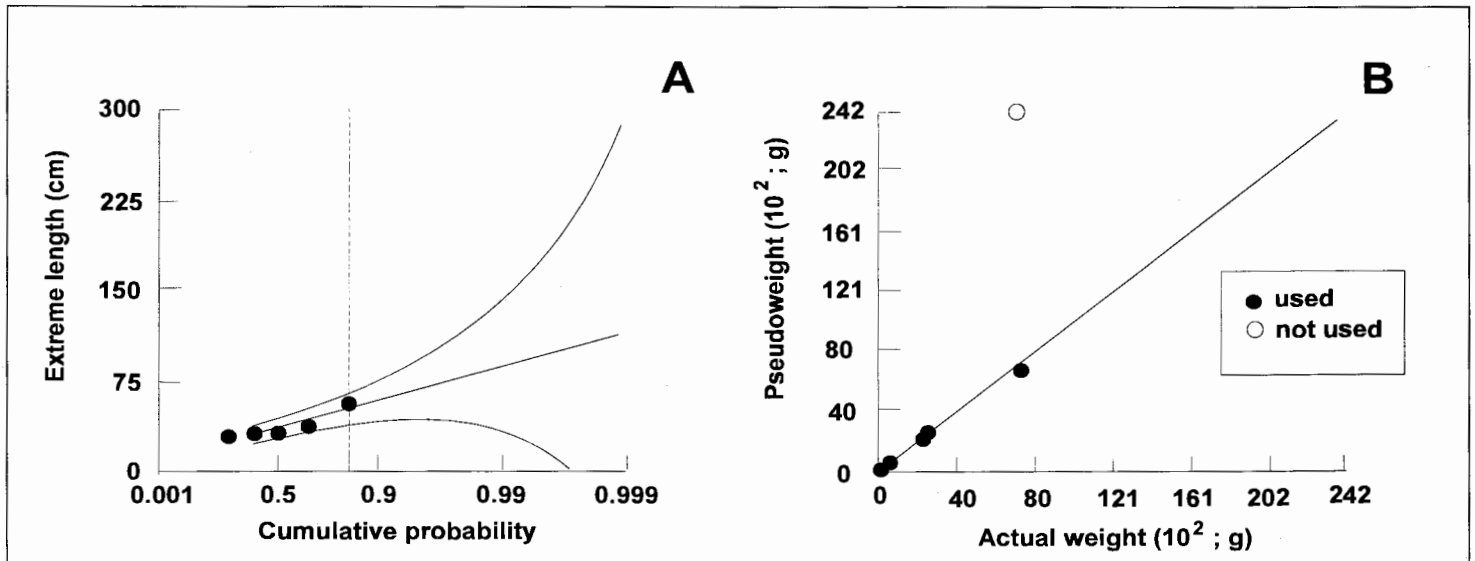 A
300
225
150
75
0
Extreme length (cm)
0.001 0.5 0.9 0.99 0.999
Cumulative probability
B
242
202
161
121
80
40
0
Pseudoweight (10² ; g)
used
not used
0 40 80 121 161 202 242
Actual weight (10² ; g)